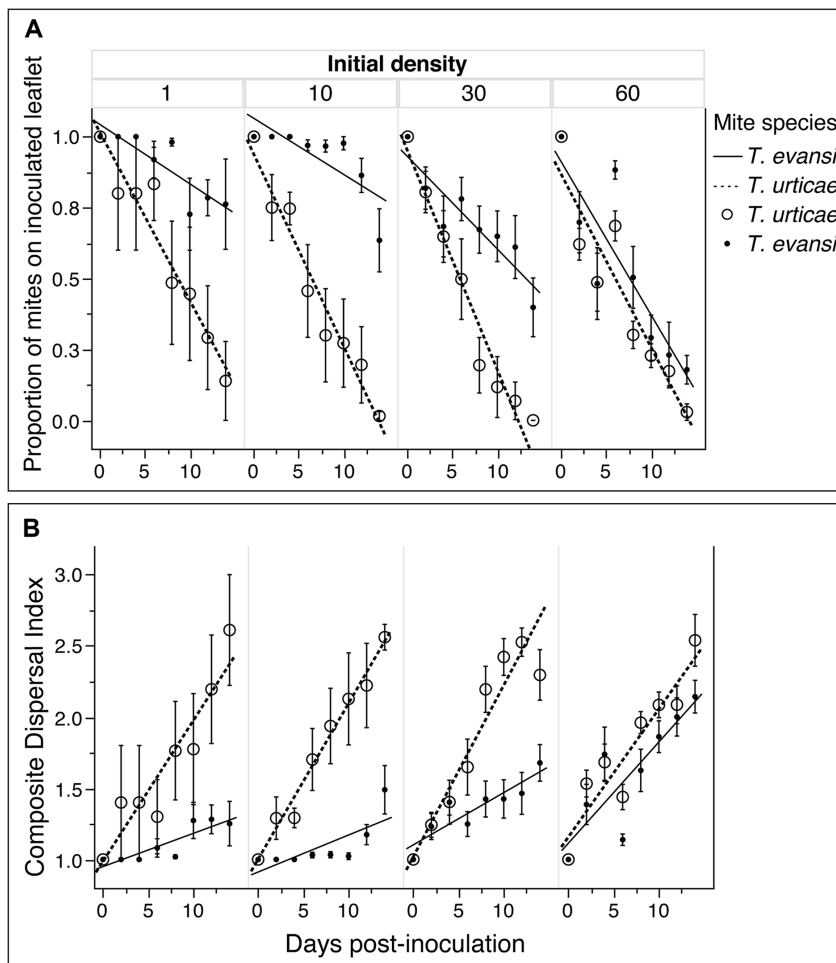 A
Initial density
1 10 30 60
Proportion of mites on inoculated leaflet
1.0
0.8
0.5
0.3
0.0
0 5 10 0 5 10 0 5 10 0 5 10
Mite species
T. evansi
T. urticae
T. urticae
T. evansi
B
Composite Dispersal Index
3.0
2.5
2.0
1.5
1.0
0 5 10 0 5 10 0 5 10 0 5 10
Days post-inoculation